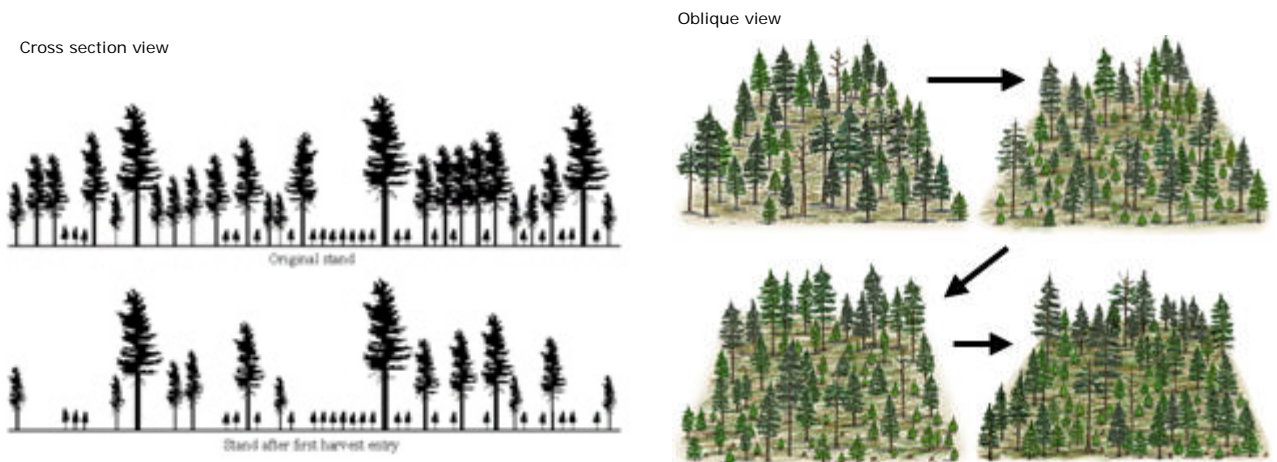 Cross section view
Original stand
Stand after first harvest entry
Oblique view